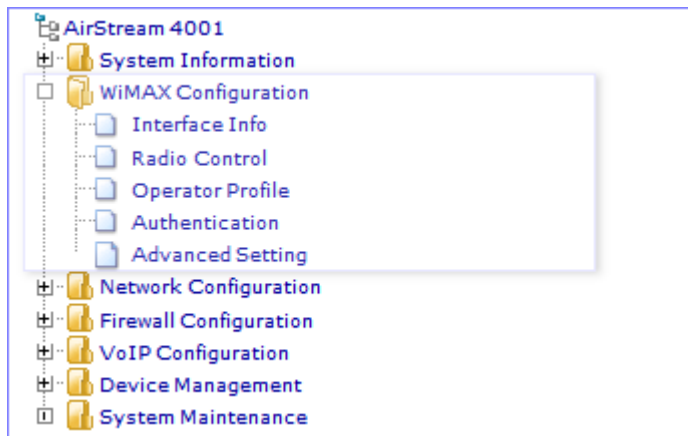 AirStream 4001
System Information
WiMAX Configuration
Interface Info
Radio Control
Operator Profile
Authentication
Advanced Setting
Network Configuration
Firewall Configuration
VoIP Configuration
Device Management
System Maintenance